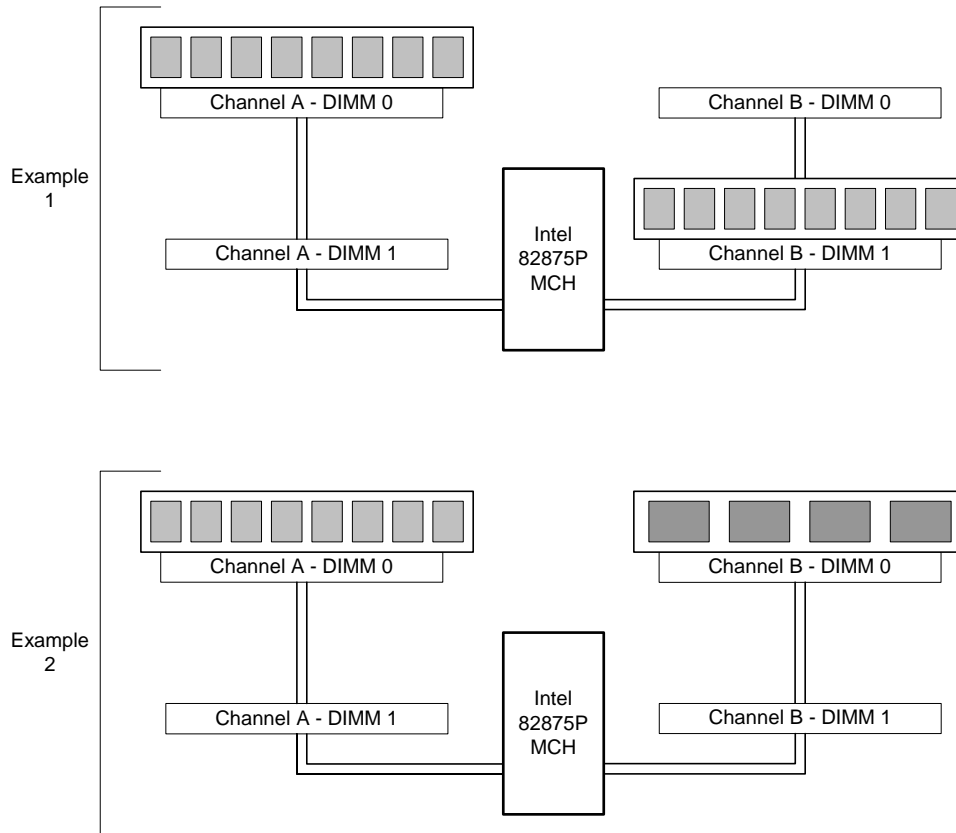 Channel A - DIMM 0
Channel B - DIMM 0
Example
1
Channel A - DIMM 1
Intel
82875P
MCH
Channel B - DIMM 1
Channel A - DIMM 0
Channel B - DIMM 0
Example
2
Channel A - DIMM 1
Intel
82875P
MCH
Channel B - DIMM 1